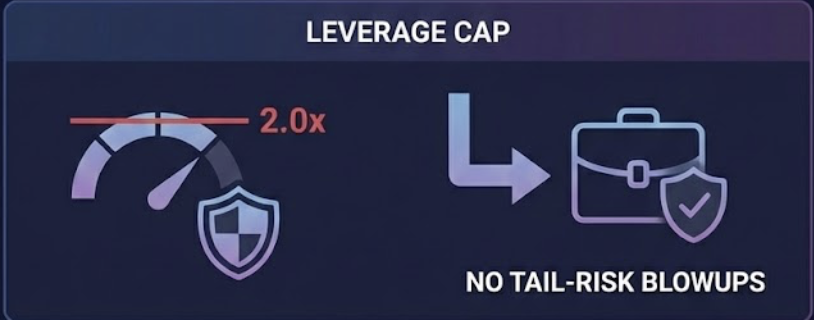 LEVERAGE CAP
2.0x
NO TAIL-RISK BLOWUPS